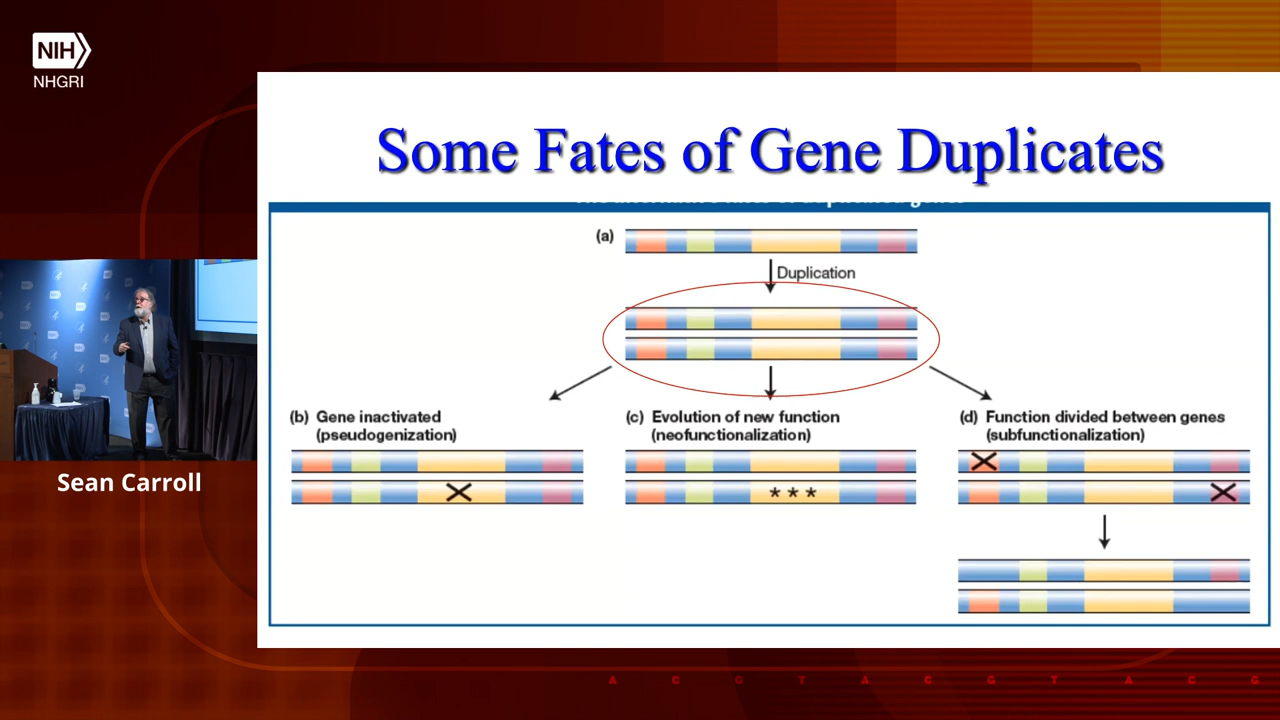 NIH
NHGRI
Some Fates of Gene Duplicates
(a)
Duplication
(b) Gene inactivated
(pseudogenization)
(c) Evolution of new function
(neofunctionalization)
(d) Function divided between genes
(subfunctionalization)
* * *
Sean Carroll
A C G T A C G T A C G